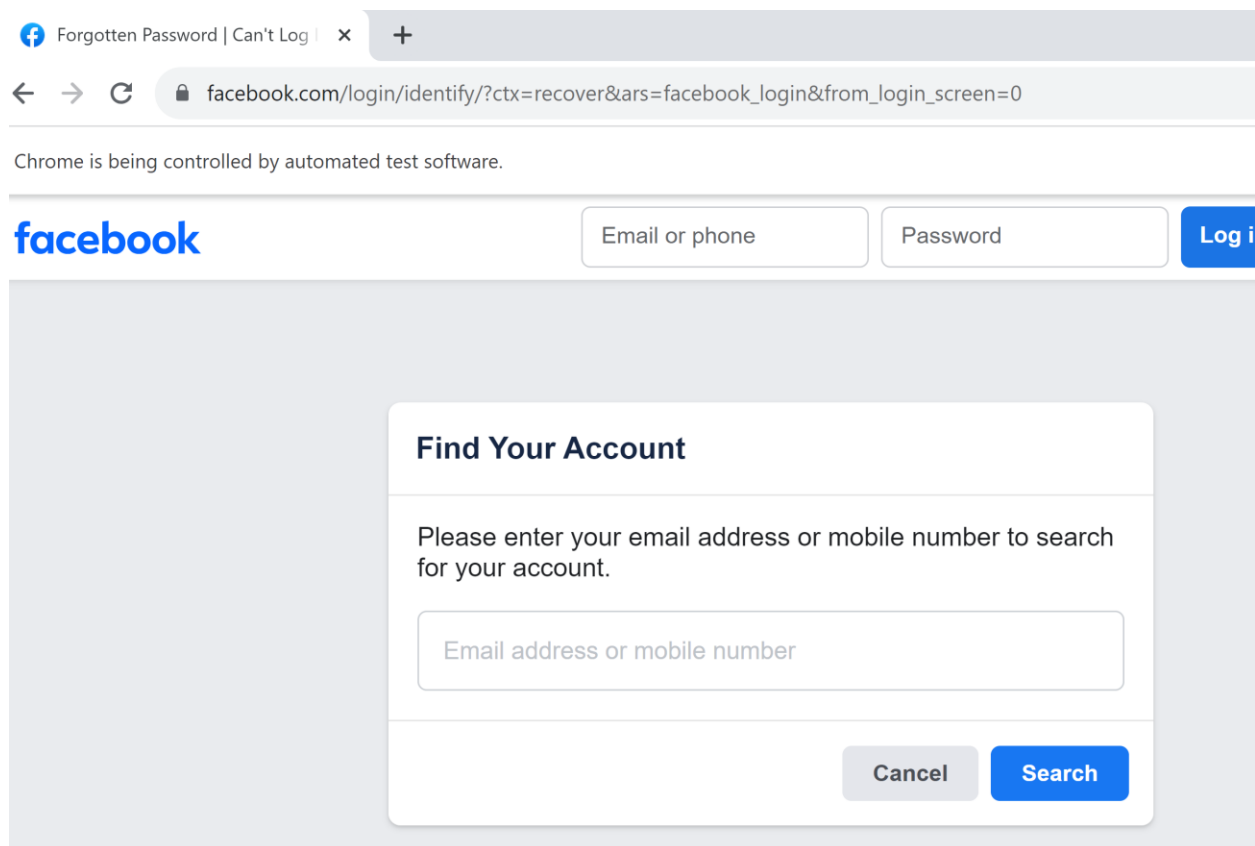 Forgotten Password | Can't Log
facebook.com/login/identify/?ctx=recover&ars=facebook_login&from_login_screen=0
Chrome is being controlled by automated test software.
facebook
Email or phone
Password
Log i
Find Your Account
Please enter your email address or mobile number to search
for your account.
Email address or mobile number
Cancel
Search